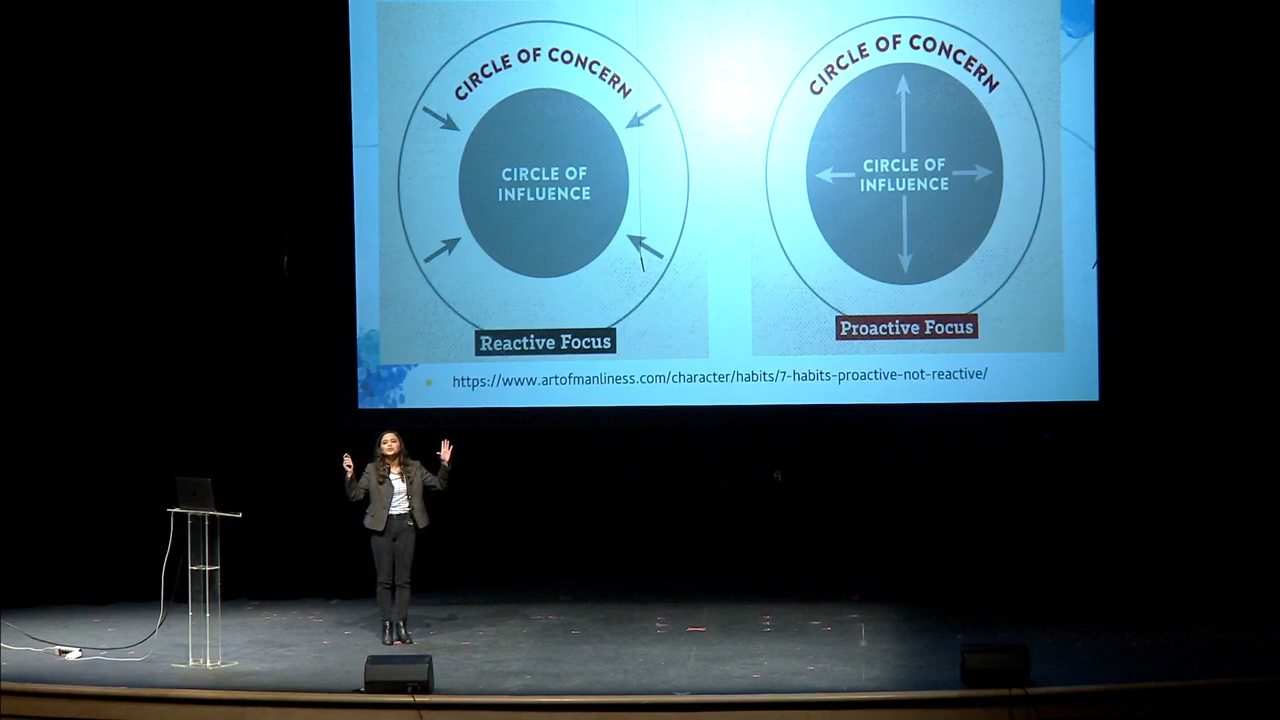 CIRCLE OF CONCERN
CIRCLE OF
INFLUENCE
Reactive Focus
CIRCLE OF CONCERN
CIRCLE OF
INFLUENCE
Proactive Focus
https://www.artofmanliness.com/character/habits/7-habits-proactive-not-reactive/